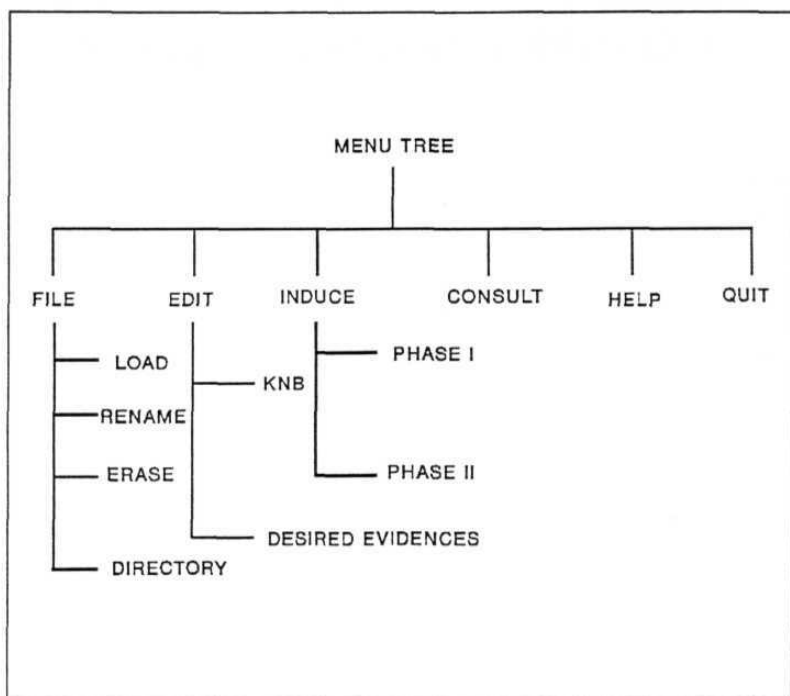 MENU TREE
FILE EDIT INDUCE CONSULT HELP QUIT
LOAD
RENAME
ERASE
DIRECTORY
KNB
DESIRED EVIDENCES
PHASE I
PHASE II